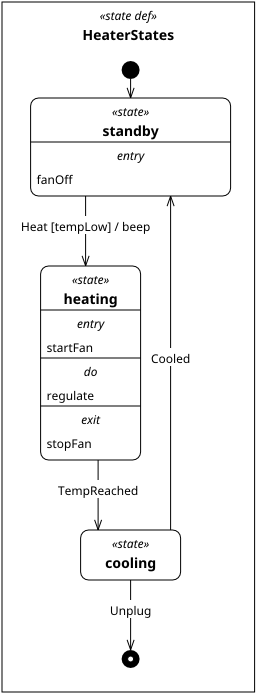 «state def»
HeaterStates
«state»
standby
entry
fanOff
Heat [tempLow] / beep
«state»
heating
entry
startFan
do
regulate
exit
stopFan
Cooled
TempReached
«state»
cooling
Unplug